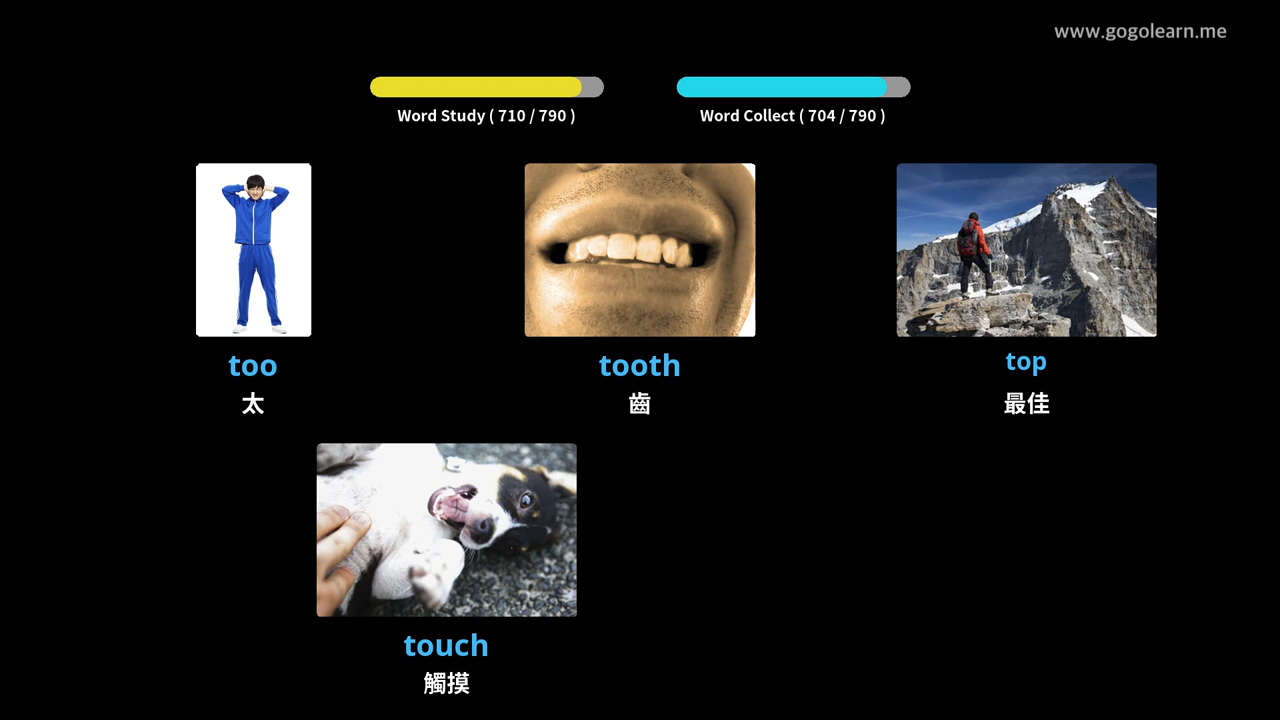 www.gogolearn.me
Word Study ( 710 / 790 )
Word Collect ( 704 / 790 )
too
太
tooth
齒
top
最佳
touch
觸摸